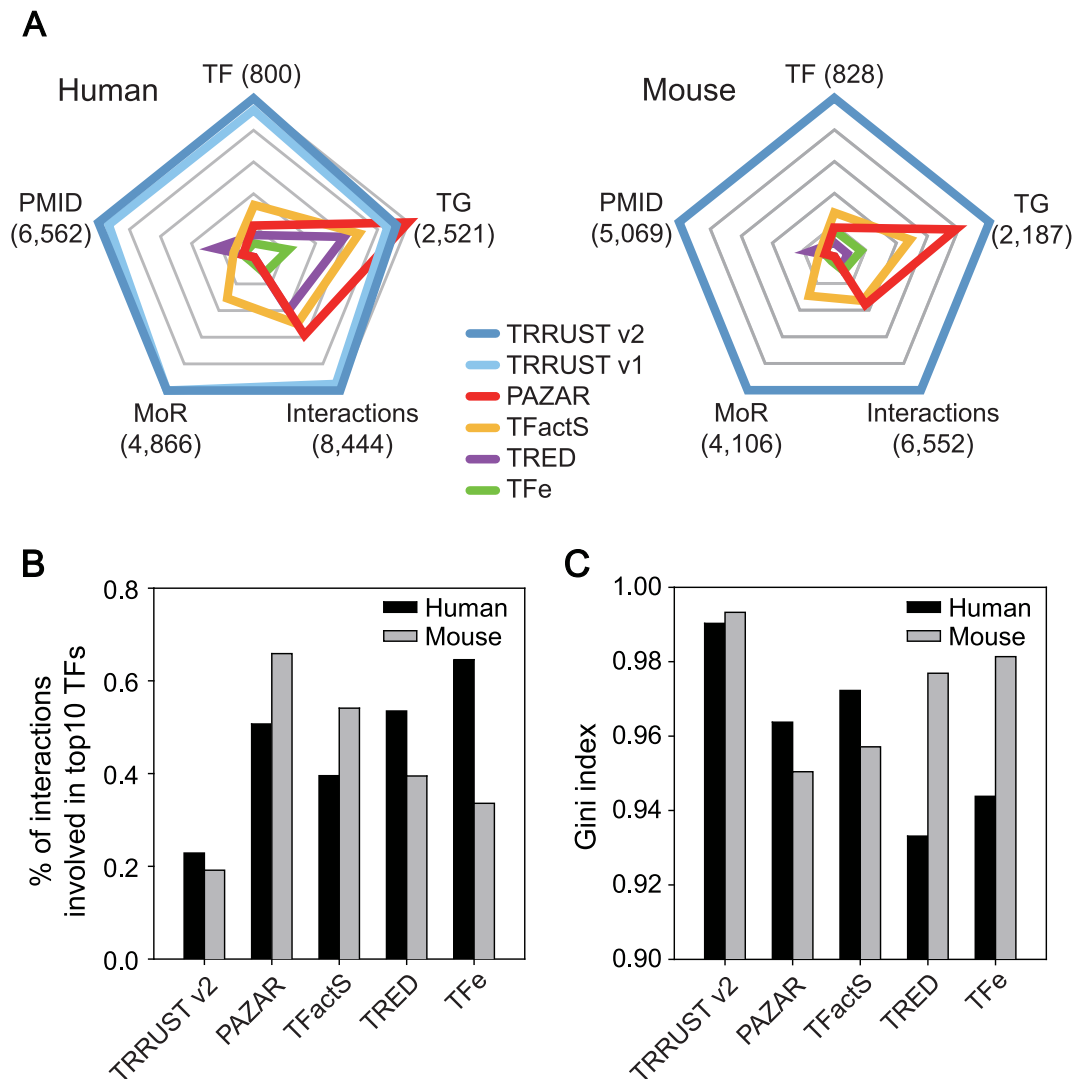 A
Human
TF (800)
PMID
(6,562)
TG
(2,521)
MoR
(4,866)
Interactions
(8,444)
Mouse
TF (828)
PMID
(5,069)
TG
(2,187)
MoR
(4,106)
Interactions
(6,552)
TRRUST v2
TRRUST v1
PAZAR
TFactS
TRED
TFe
B
% of interactions
involved in top10 TFs
0.8
0.6
0.4
0.2
0.0
Human
Mouse
TRRUST v2
PAZAR
TFactS
TRED
TFe
C
Gini index
1.00
0.98
0.96
0.94
0.92
0.90
Human
Mouse
TRRUST v2
PAZAR
TFactS
TRED
TFe